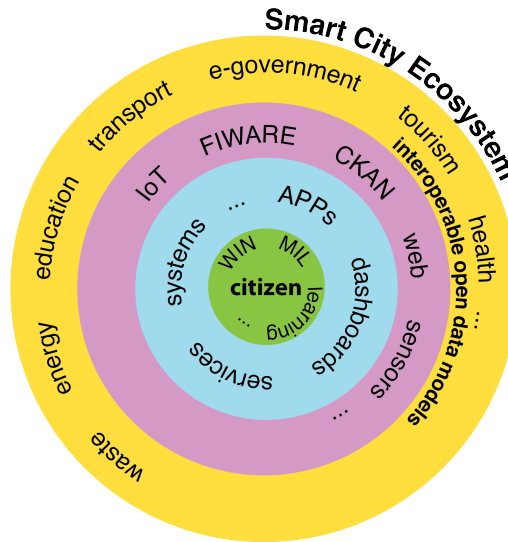 Smart City Ecosystem
waste
energy
education
transport
e-government
tourism
health
...
interoperable open data models
IoT
FIWARE
CKAN
web
sensors
...
services
systems
...
APPs
dashboards
WIN
MIL
learning
...
citizen